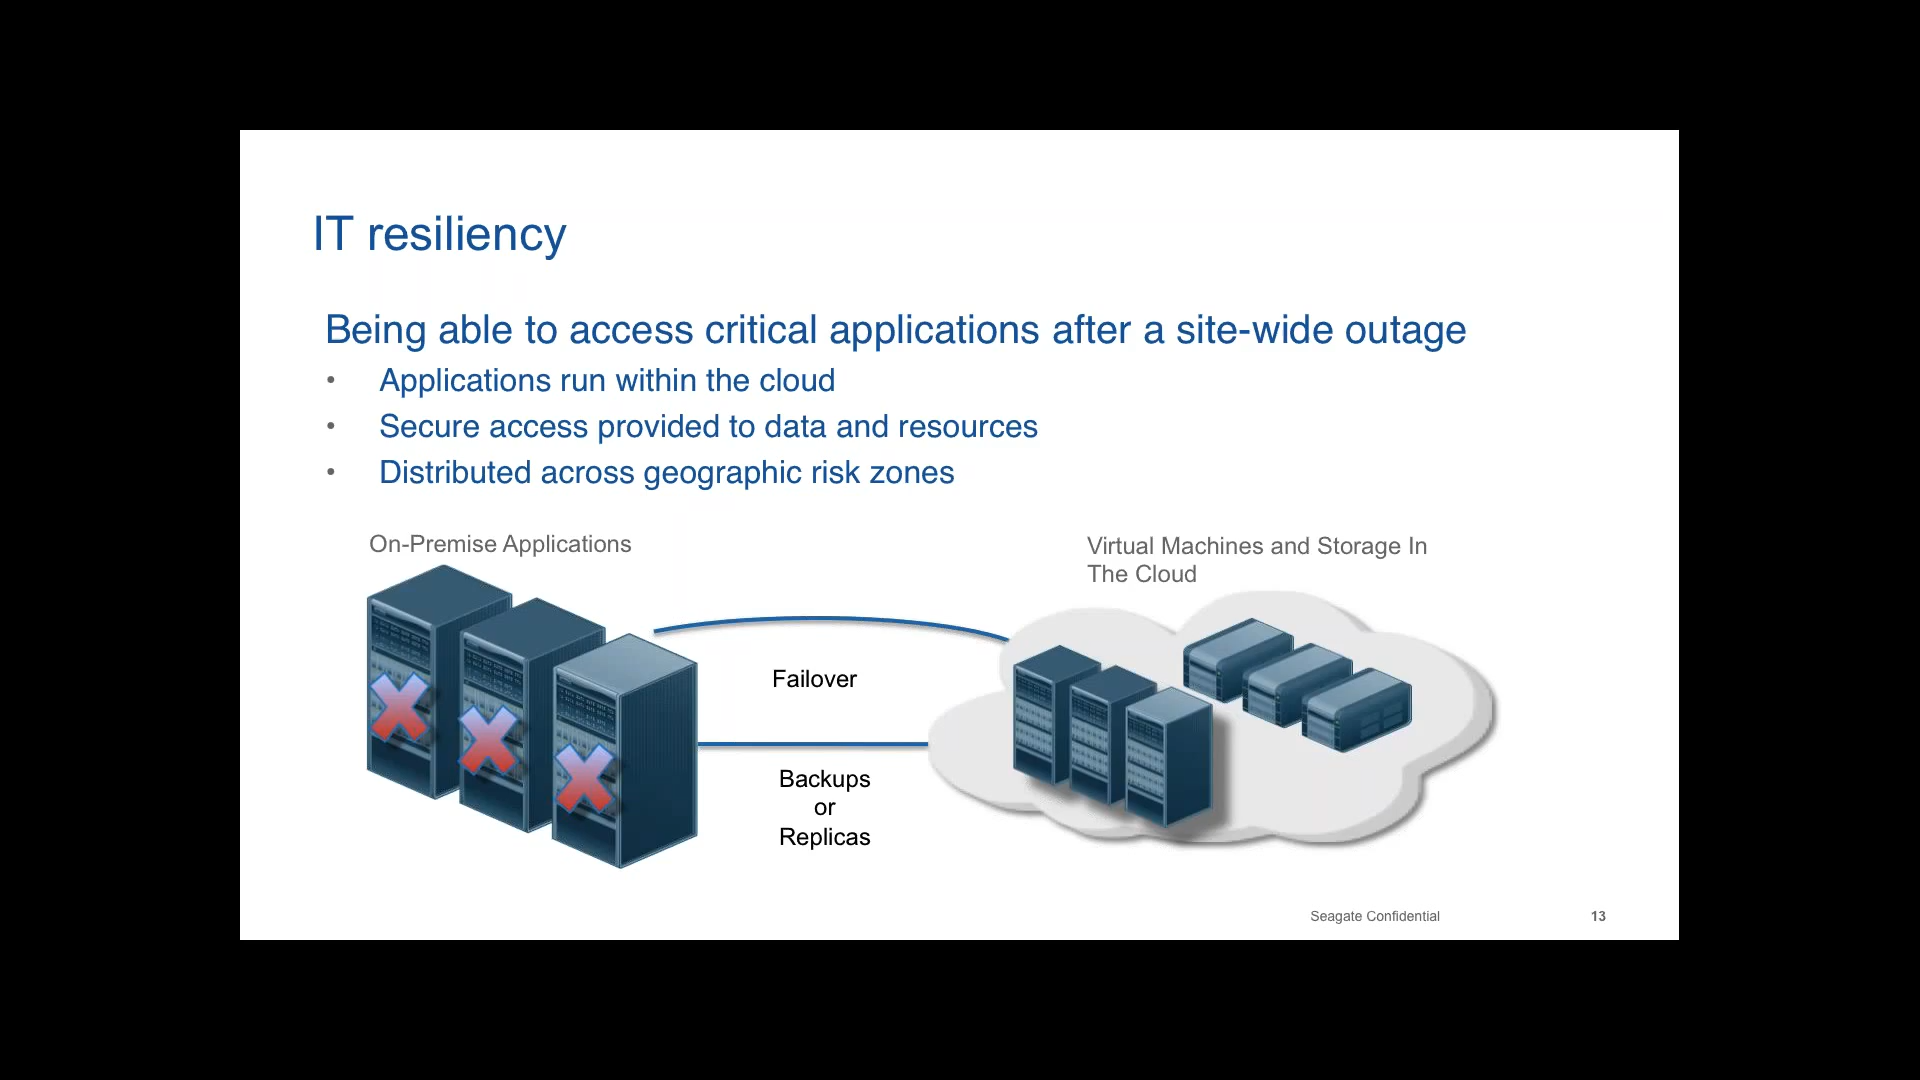 IT resiliency
Being able to access critical applications after a site-wide outage
• Applications run within the cloud
• Secure access provided to data and resources
• Distributed across geographic risk zones
On-Premise Applications
Virtual Machines and Storage In
The Cloud
Failover
Backups
or
Replicas
Seagate Confidential
13